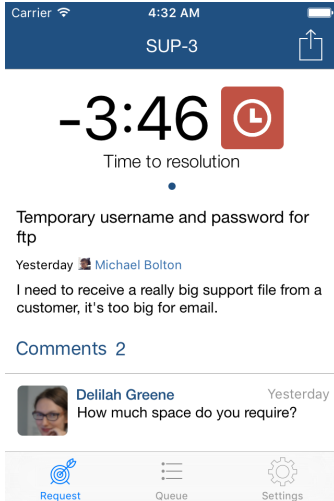 Carrier 4:32 AM
SUP-3
-3:46
Time to resolution
Temporary username and password for
ftp
Yesterday Michael Bolton
I need to receive a really big support file from a
customer, it's too big for email.
Comments 2
Delilah Greene Yesterday
How much space do you require?
Request Queue Settings